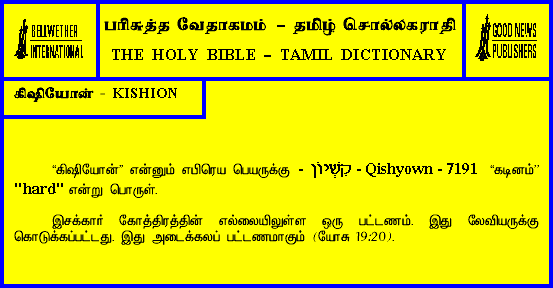 BELLWETHER
INTERNATIONAL
பரிசுத்த வேதாகமம் – தமிழ் சொல்லகராதி
THE HOLY BIBLE – TAMIL DICTIONARY
GOOD NEWS
PUBLISHERS
கிஷியோன் - KISHION
“கிஷியோன்” என்னும் எபிரெய பெயருக்கு - קִשְׁיוֹן - Qishyown - 7191 “கடினம்”
"hard" என்று பொருள்.
இசக்கார் கோத்திரத்தின் எல்லையிலுள்ள ஒரு பட்டணம். இது லேவியருக்கு
கொடுக்கப்பட்டது. இது அடைக்கலப் பட்டணமாகும் (யோசு 19:20).